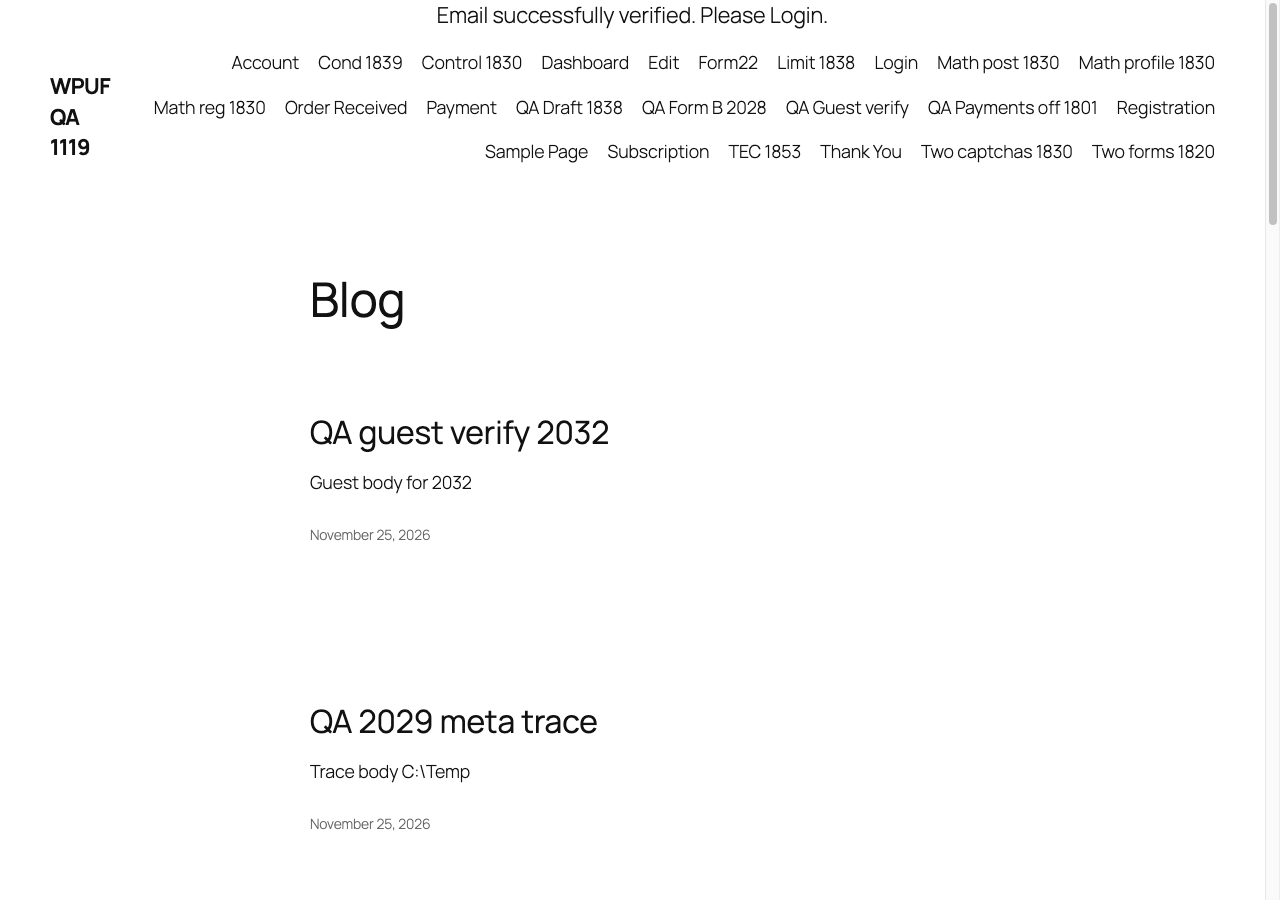 Email successfully verified. Please Login.
WPUF
QA
1119
Account Cond 1839 Control 1830 Dashboard Edit Form22 Limit 1838 Login Math post 1830 Math profile 1830
Math reg 1830 Order Received Payment QA Draft 1838 QA Form B 2028 QA Guest verify QA Payments off 1801 Registration
Sample Page Subscription TEC 1853 Thank You Two captchas 1830 Two forms 1820
Blog
QA guest verify 2032
Guest body for 2032
November 25, 2026
QA 2029 meta trace
Trace body C:\Temp
November 25, 2026